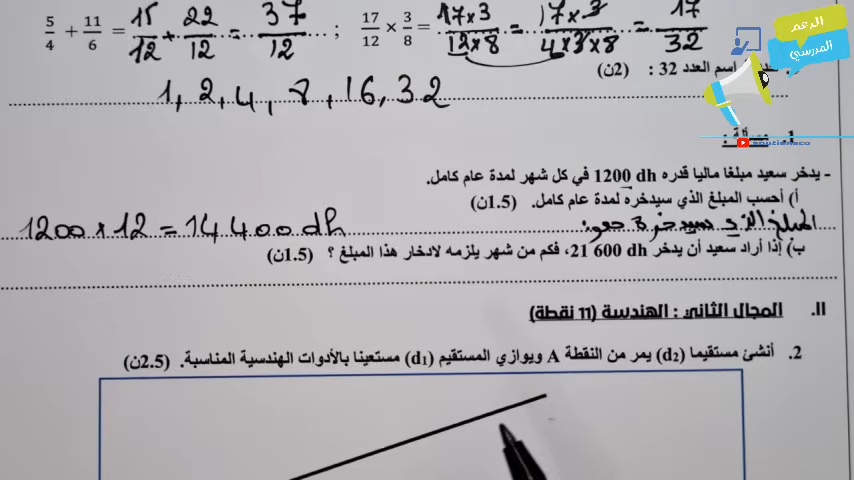 5/4 + 11/6 = 15/12 + 22/12 = 37/12 ; 17/12 × 3/8 = 17×3/12×8 = 17×3/4×3×8 = 17/32
اسم العدد 32 : (2ن)
1, 2, 4, 8, 16, 32
- يدخر سعيد مبلغا ماليا قدره 1200 dh في كل شهر لمدة عام كامل.
أ) أحسب المبلغ الذي سيدخره لمدة عام كامل. (1.5ن)
المبلغ الذي سيدخره هو: 1200 × 12 = 14 400 dh
ب) إذا أراد سعيد أن يدخر 21 600 dh، فكم من شهر يلزمه لادخار هذا المبلغ ؟ (1.5ن)
II. المجال الثاني : الهندسة (11 نقطة)
2. أنشئ مستقيما (d₂) يمر من النقطة A ويوازي المستقيم (d₁) مستعينا بالأدوات الهندسية المناسبة. (2.5ن)
الدعم
المدرسي